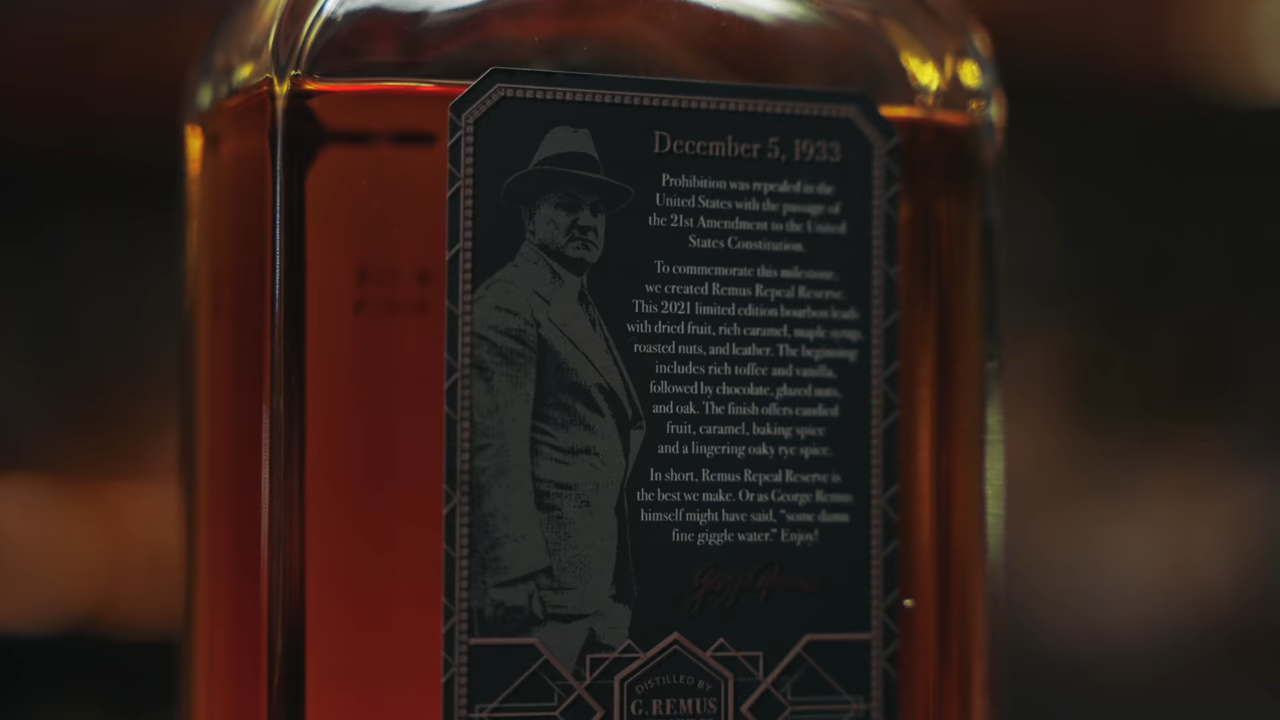 December 5, 1933
Prohibition was repealed in the
United States with the passage of
the 21st Amendment to the United
States Constitution.
To commemorate this milestone,
we created Remus Repeal Reserve.
This 2021 limited edition bourbon leads
with dried fruit, rich caramel, maple syrup,
roasted nuts, and leather. The beginning
includes rich toffee and vanilla,
followed by chocolate, glazed nuts,
and oak. The finish offers candied
fruit, caramel, baking spice
and a lingering oaky rye spice.
In short, Remus Repeal Reserve is
the best we make. Or as George Remus
himself might have said, "some damn
fine giggle water." Enjoy!
DISTILLED BY
G. REMUS